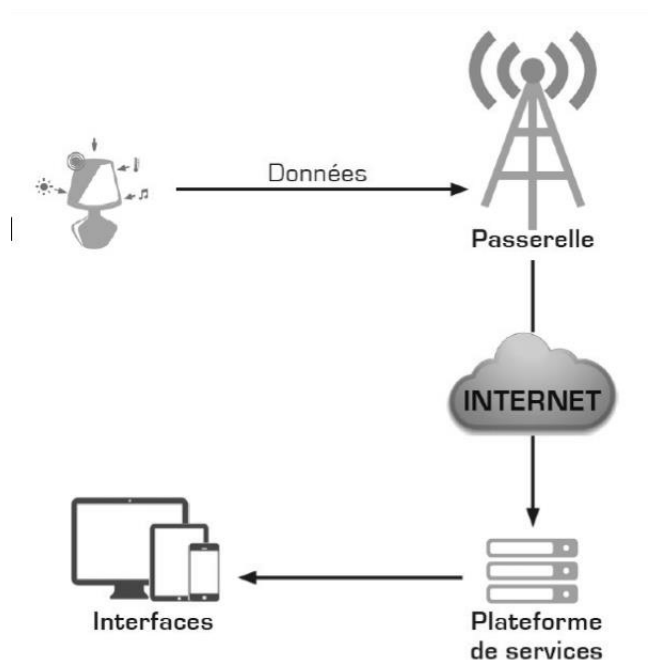 Données
Passerelle
INTERNET
Interfaces
Plateforme
de services